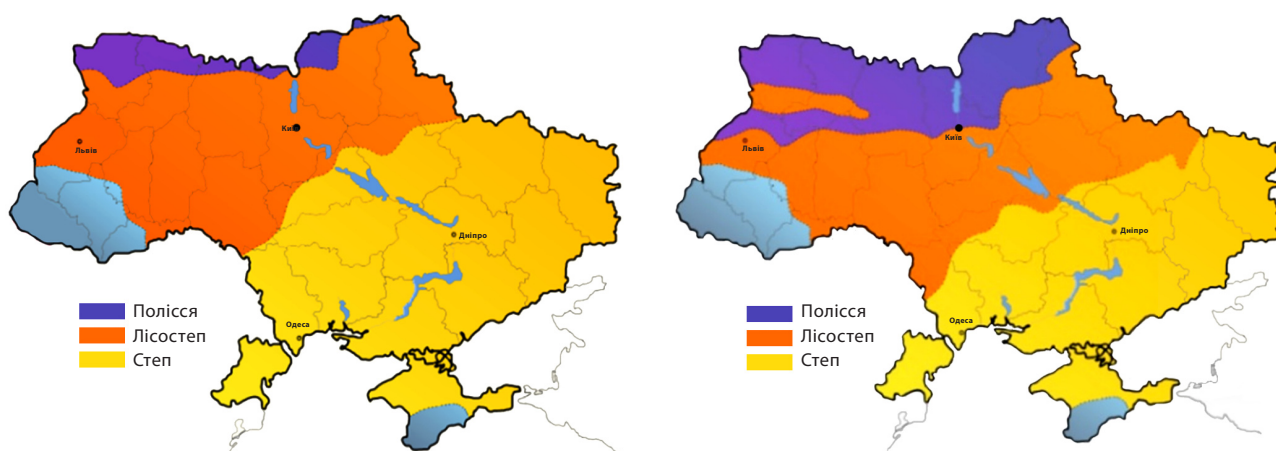 Київ
Львів
Дніпро
Одеса
Полісся
Лісостеп
Степ
Київ
Львів
Дніпро
Одеса
Полісся
Лісостеп
Степ